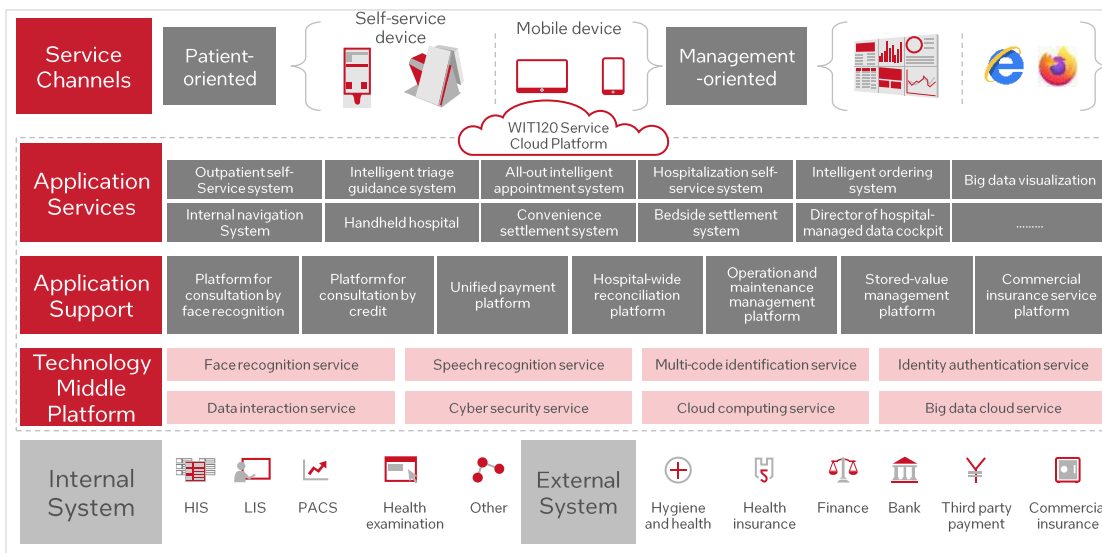 Service
Channels
Patient-
oriented
Self-service
device
Mobile device
Management
-oriented
WIT120 Service
Cloud Platform
Application
Services
Outpatient self-
Service system
Intelligent triage
guidance system
All-out intelligent
appointment system
Hospitalization self-
service system
Intelligent ordering
system
Big data visualization
Internal navigation
System
Handheld hospital
Convenience
settlement system
Bedside settlement
system
Director of hospital-
managed data cockpit
.........
Application
Support
Platform for
consultation by
face recognition
Platform for
consultation by
credit
Unified payment
platform
Hospital-wide
reconciliation
platform
Operation and
maintenance
management
platform
Stored-value
management
platform
Commercial
insurance service
platform
Technology
Middle
Platform
Face recognition service
Speech recognition service
Multi-code identification service
Identity authentication service
Data interaction service
Cyber security service
Cloud computing service
Big data cloud service
Internal
System
HIS
LIS
PACS
Health
examination
Other
External
System
Hygiene
and health
Health
insurance
Finance
Bank
Third party
payment
Commercial
insurance